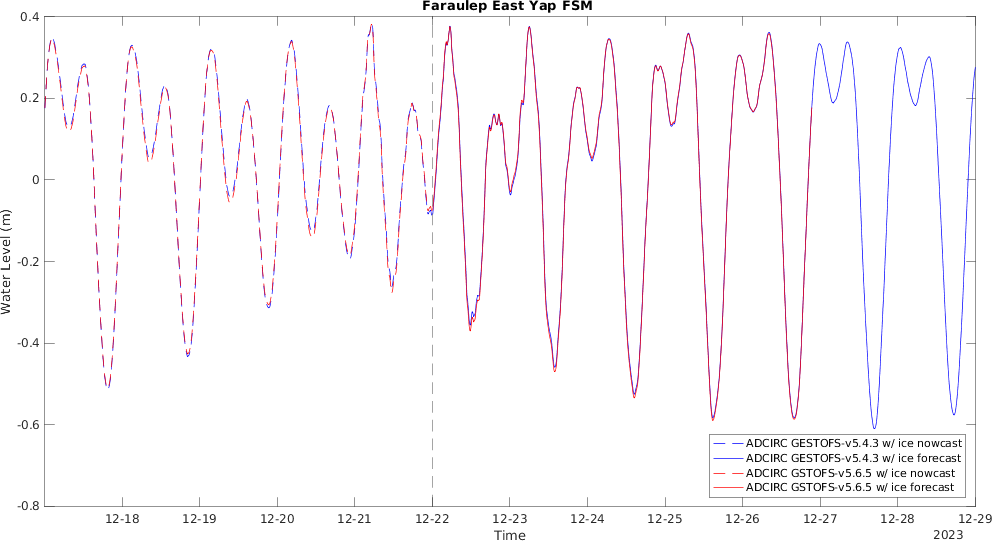 Faraulep East Yap FSM
0.4
0.2
0
-0.2
-0.4
-0.6
-0.8
Water Level (m)
12-18 12-19 12-20 12-21 12-22 12-23 12-24 12-25 12-26 12-27 12-28 12-29
Time
2023
ADCIRC GESTOFS-v5.4.3 w/ ice nowcast
ADCIRC GESTOFS-v5.4.3 w/ ice forecast
ADCIRC GSTOFS-v5.6.5 w/ ice nowcast
ADCIRC GSTOFS-v5.6.5 w/ ice forecast